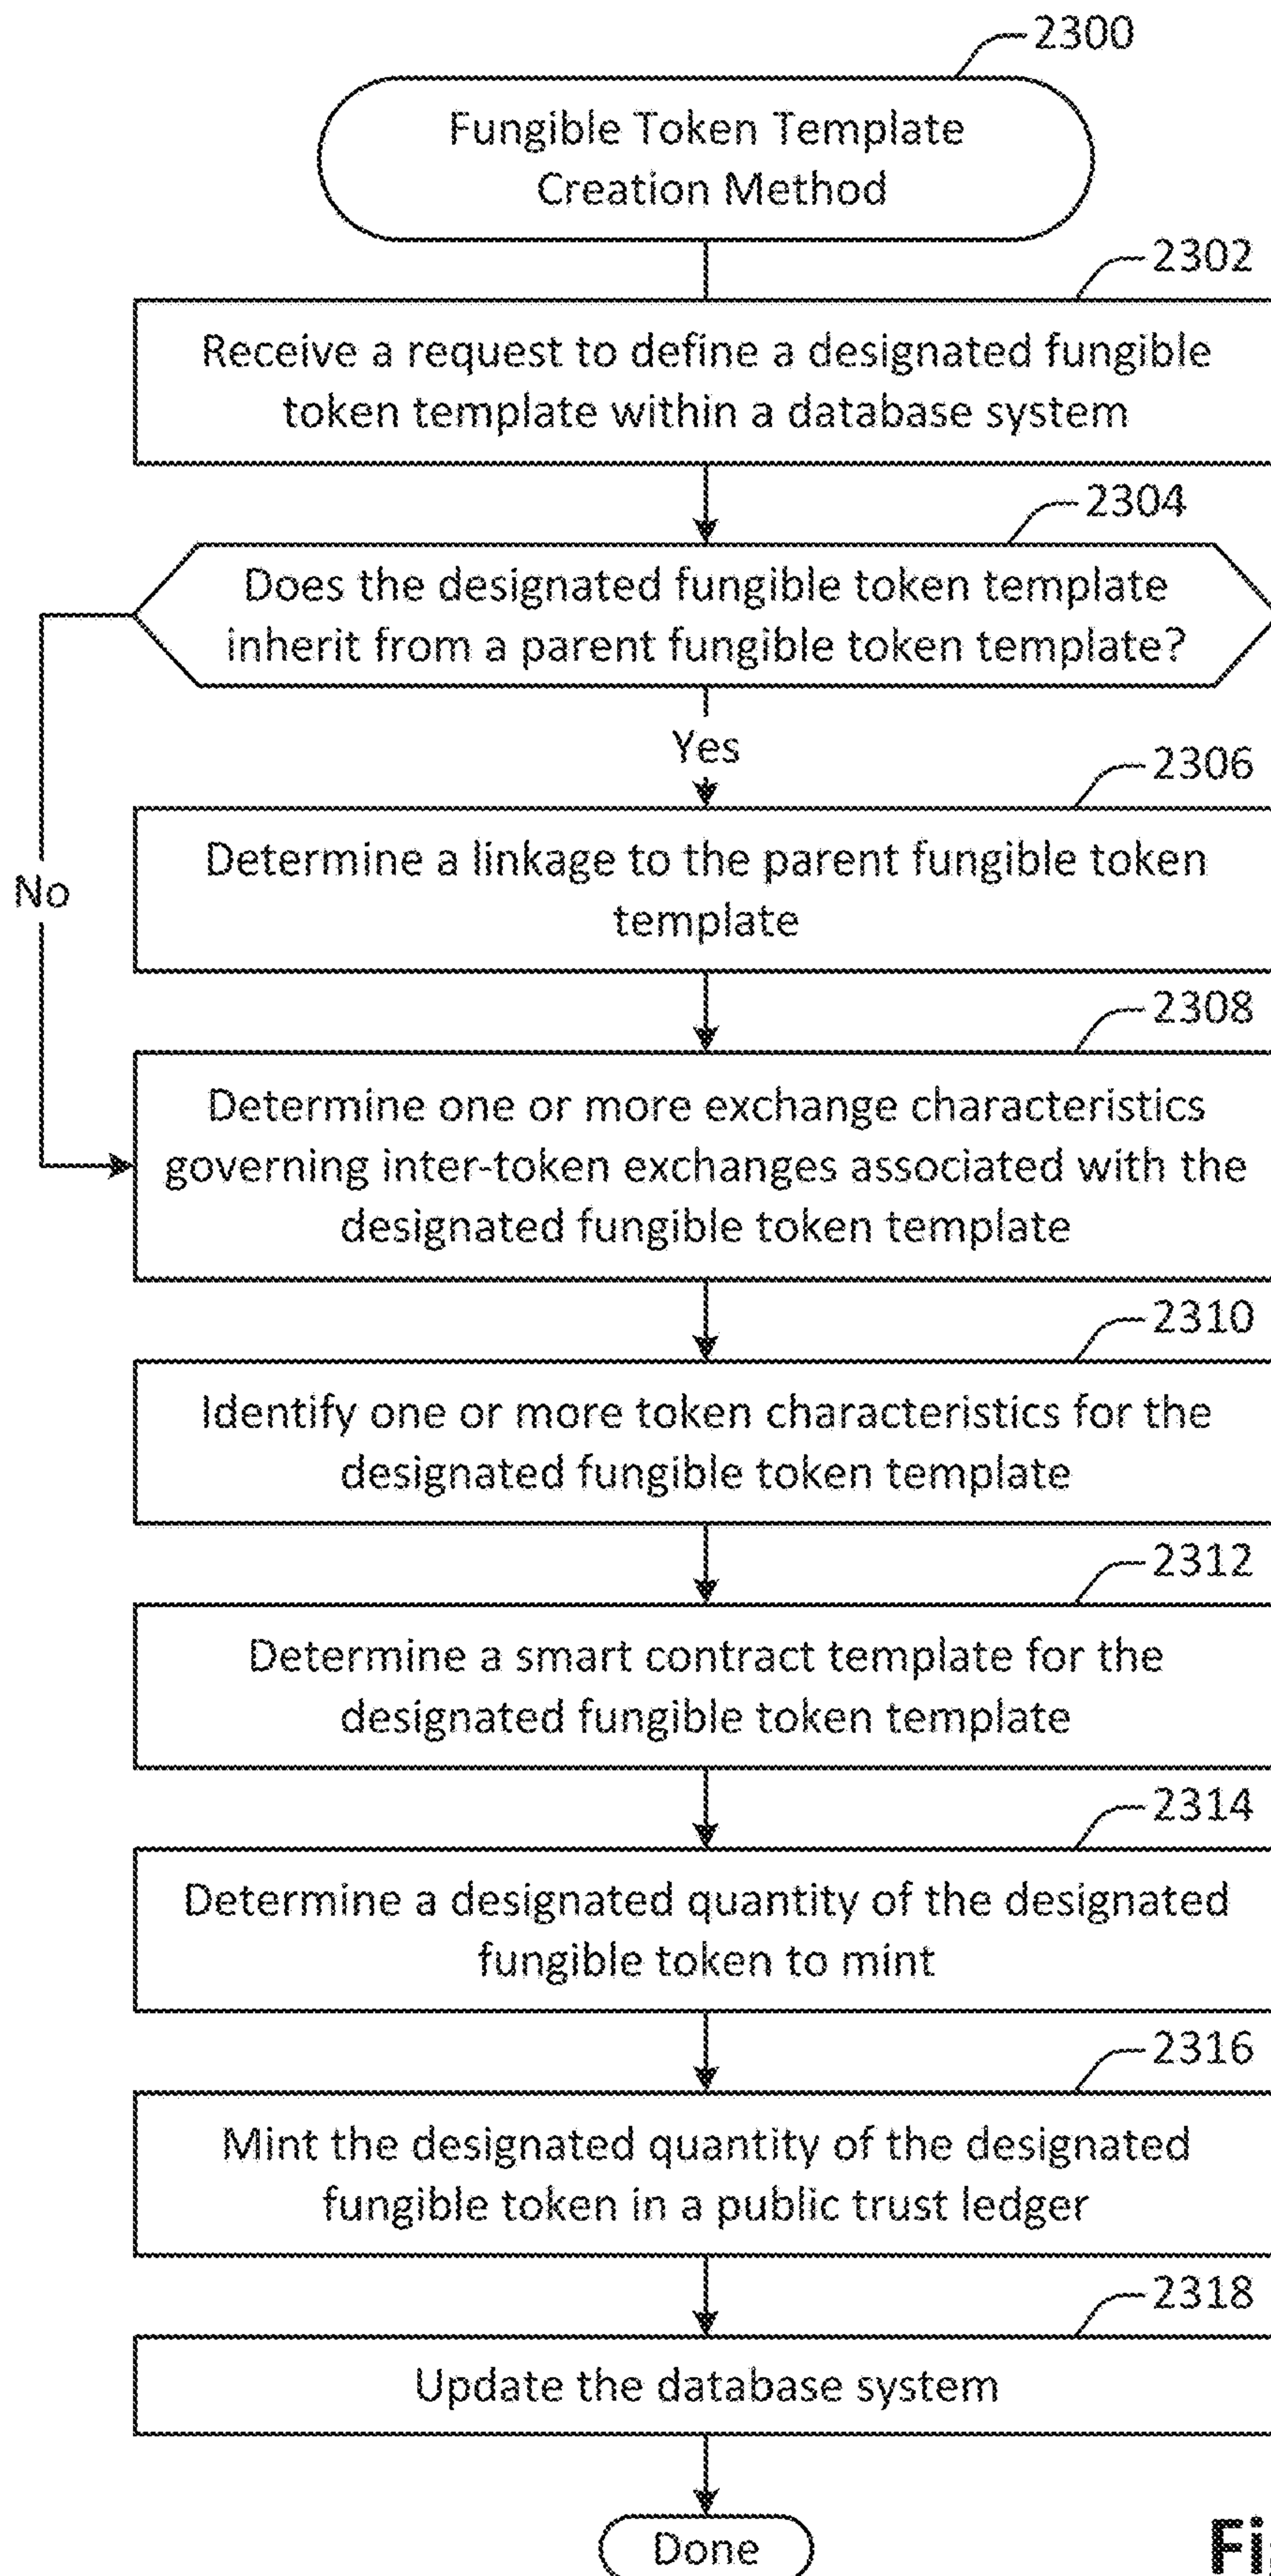 2300
Fungible Token Template
Creation Method
2302
Receive a request to define a designated fungible
token template within a database system
2304
Does the designated fungible token template
inherit from a parent fungible token template?
Yes
2306
Determine a linkage to the parent fungible token
template
No
2308
Determine one or more exchange characteristics
governing inter-token exchanges associated with the
designated fungible token template
2310
Identify one or more token characteristics for the
designated fungible token template
2312
Determine a smart contract template for the
designated fungible token template
2314
Determine a designated quantity of the designated
fungible token to mint
2316
Mint the designated quantity of the designated
fungible token in a public trust ledger
2318
Update the database system
Done